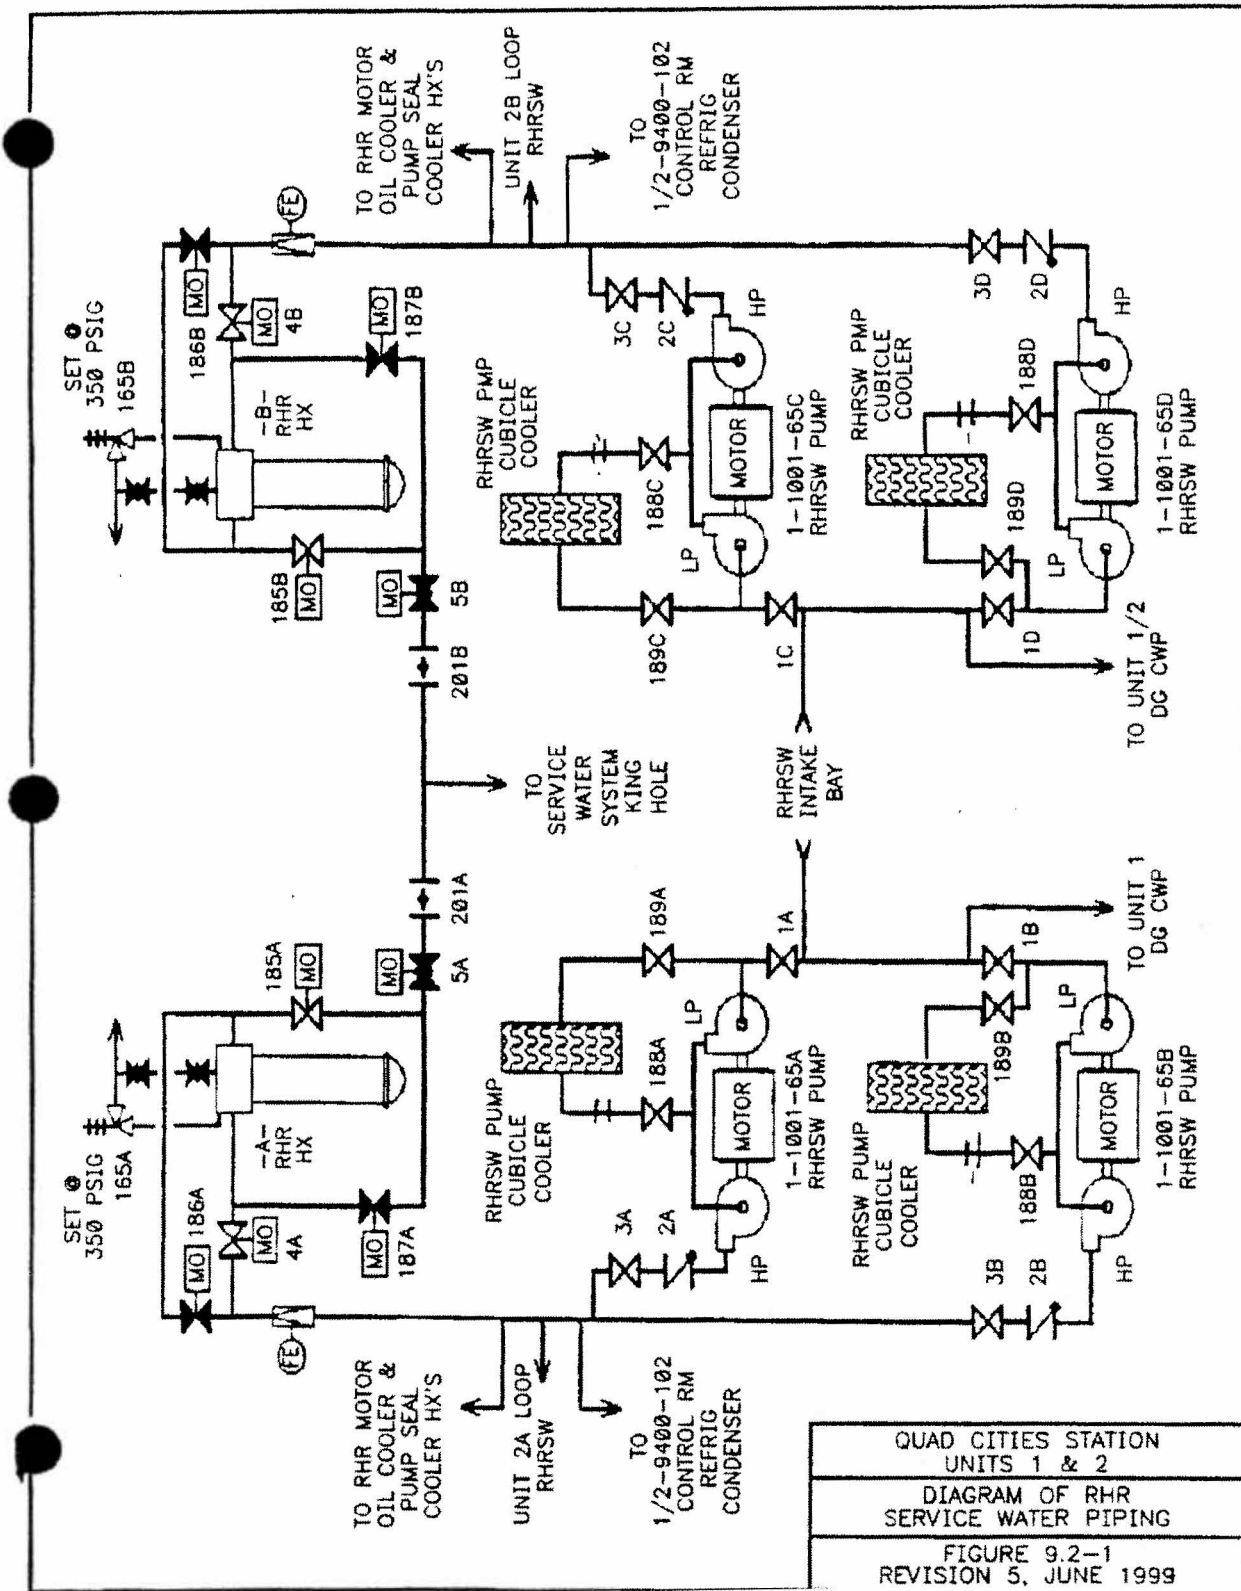 SET @
350 PSIG
165A
MO
186A
MO
4A
-A-
RHR
HX
MO
187A
185A
MO
MO
5A
201A
FE
TO
SERVICE
WATER
SYSTEM
KING
HOLE
201B
MO
5B
185B
MO
SET @
350 PSIG
165B
MO
186B
MO
4B
-B-
RHR
HX
MO
187B
FE
TO RHR MOTOR
OIL COOLER &
PUMP SEAL
COOLER HX'S
UNIT 2A LOOP
RHRSW
TO
1/2-9400-102
CONTROL RM
REFRIG
CONDENSER
TO RHR MOTOR
OIL COOLER &
PUMP SEAL
COOLER HX'S
UNIT 2B LOOP
RHRSW
TO
1/2-9400-102
CONTROL RM
REFRIG
CONDENSER
RHRSW PUMP
CUBICLE
COOLER
188A
189A
3A
2A
HP
MOTOR
LP
1A
1-1001-65A
RHRSW PUMP
RHRSW
INTAKE
BAY
RHRSW PMP
CUBICLE
COOLER
189C
188C
3C
2C
1C
LP
MOTOR
HP
1-1001-65C
RHRSW PUMP
RHRSW PUMP
CUBICLE
COOLER
188B
189B
3B
2B
HP
MOTOR
LP
1B
1-1001-65B
RHRSW PUMP
TO UNIT 1
DG CWP
TO UNIT 1/2
DG CWP
RHRSW PMP
CUBICLE
COOLER
189D
188D
3D
2D
1D
LP
MOTOR
HP
1-1001-65D
RHRSW PUMP
QUAD CITIES STATION
UNITS 1 & 2
DIAGRAM OF RHR
SERVICE WATER PIPING
FIGURE 9.2-1
REVISION 5, JUNE 1999